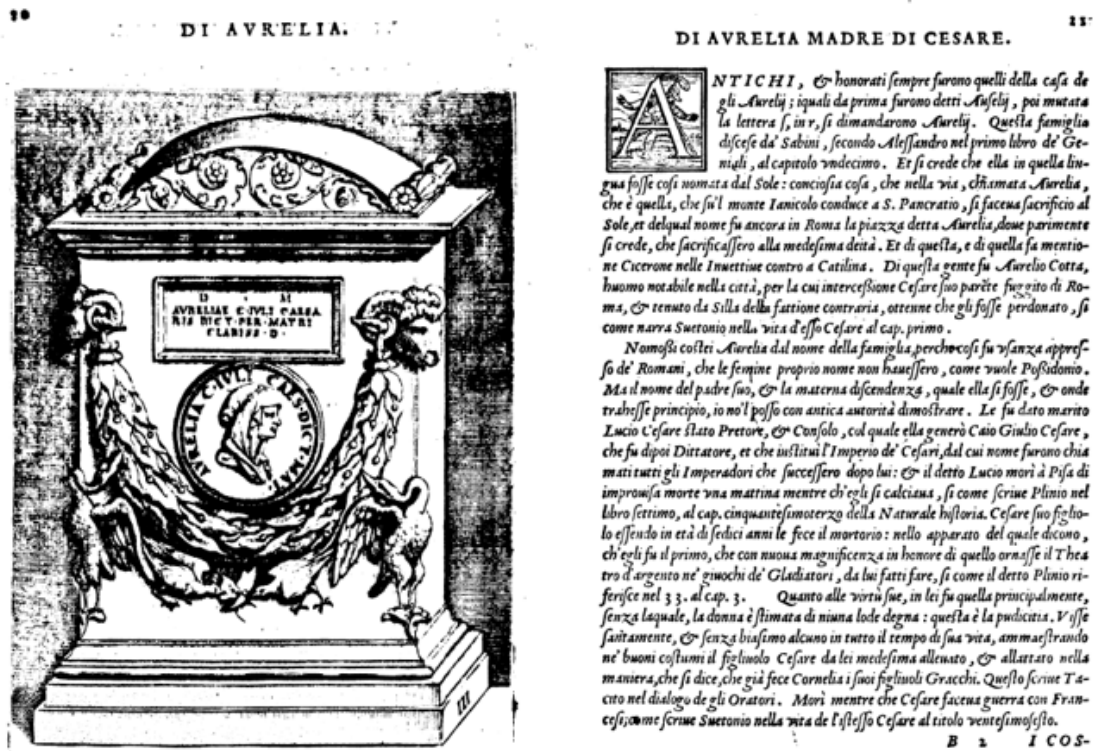 20
DI AVRELIA.
D · M
AVRELIAE C·IVLI CAESA
RIS DICT·PER·MATRI
CLARISS·D·
AVRELIA C·IVLI CAES·DICT·MAT·
III
DI AVRELIA MADRE DI CESARE.
ANTICHI, & honorati ſempre furono quelli della caſa de
gli Aurelij ; iquali da prima furono detti Auſelij, poi mutata
la lettera ſ, in r, ſi dimandarono Aurelij. Queſta famiglia
diſceſe da' Sabini, ſecondo Aleſſandro nel primo libro de' Ge-
niali, al capitolo vndecimo. Et ſi crede che ella in quella lin-
gua foſſe coſi nomata dal Sole : concioſia coſa, che nella via, chiamata Aurelia,
che è quella, che ſu'l monte Ianicolo conduce a S. Pancratio, ſi faceua ſacrificio al
Sole, et delqual nome fu ancora in Roma la piazza detta Aurelia, doue parimente
ſi crede, che ſacrificaſſero alla medeſima deità. Et di queſta, e di quella fa mentio-
ne Cicerone nelle Inuettiue contro a Catilina. Di queſta gente fu Aurelio Cotta,
huomo notabile nella città, per la cui interceßione Ceſare ſuo parẽte fuggito di Ro-
ma, & tenuto da Silla della fattione contraria, ottenne che gli foſſe perdonato, ſi
come narra Suetonio nella vita d'eſſo Ceſare al cap. primo.
Nomoßi coſtei Aurelia dal nome della famiglia, perche coſi fu vſanza appreſ-
ſo de' Romani, che le femine proprio nome non haueſſero, come vuole Poßidonio.
Ma il nome del padre ſuo, & la materna diſcendenza, quale ella ſi foſſe, & onde
traheſſe principio, io no'l poſſo con antica autorità dimoſtrare. Le fu dato marito
Lucio Ceſare ſtato Pretore, & Conſolo, col quale ella generò Caio Giulio Ceſare,
che fu dipoi Dittatore, et che inſtituì l'Imperio de' Ceſari, dal cui nome furono chia
mati tutti gli Imperadori che ſucceſſero dopo lui : & il detto Lucio morì à Piſa di
improuiſa morte vna mattina mentre ch'egli ſi calciaua, ſi come ſcriue Plinio nel
libro ſettimo, al cap. cinquanteſimoterzo della Naturale hiſtoria. Ceſare ſuo figlio-
lo eſſendo in età di ſedici anni le fece il mortorio : nello apparato del quale dicono,
ch'egli fu il primo, che con nuoua magnificenza in honore di quello ornaſſe il Thea
tro d'argento ne' giuochi de' Gladiatori, da lui fatti fare, ſi come il detto Plinio ri-
feriſce nel 33. al cap. 3. Quanto alle virtù ſue, in lei fu quella principalmente,
ſenza laquale, la donna è ſtimata di niuna lode degna : queſta è la pudicitia. Viſſe
ſantamente, & ſenza biaſimo alcuno in tutto il tempo di ſua vita, ammaeſtrando
ne' buoni coſtumi il figliuolo Ceſare da lei medeſima alleuato, & allattato nella
maniera, che ſi dice, che già fece Cornelia i ſuoi figliuoli Gracchi. Queſto ſcriue Ta-
cito nel dialogo de gli Oratori. Morì mentre che Ceſare faceua guerra con Fran-
ceſi, come ſcriue Suetonio nella vita de l'iſteſſo Ceſare al titolo venteſimoſeſto.
B 2 I COS-